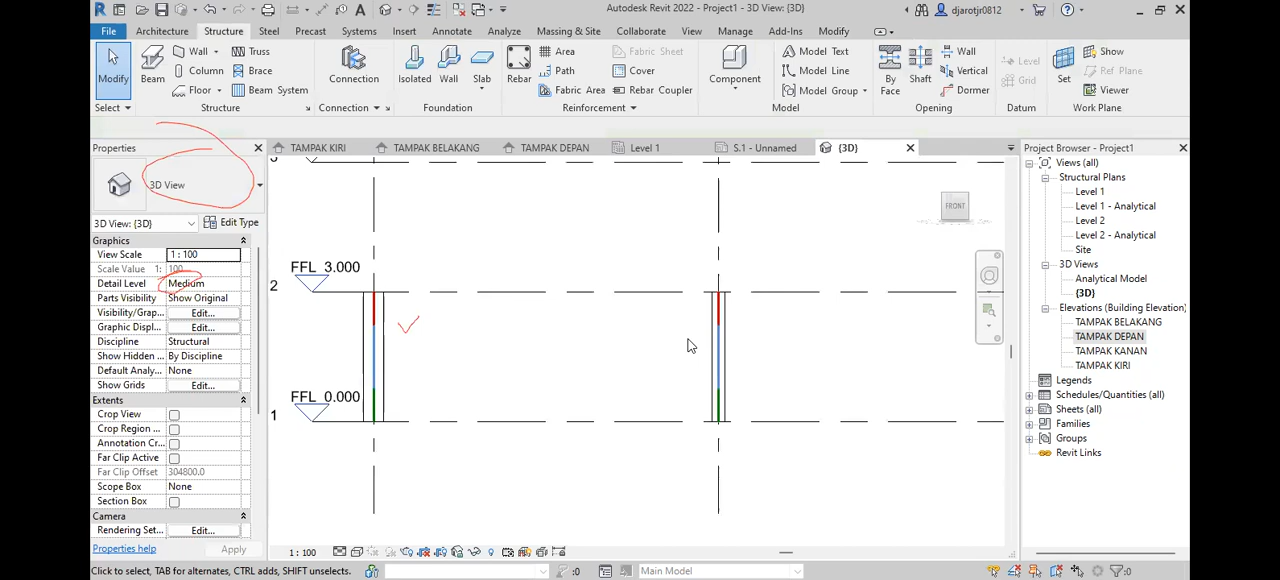 Autodesk Revit 2022 - Project1 - 3D View: {3D}
djarotjr0812
File Architecture Structure Steel Precast Systems Insert Annotate Analyze Massing & Site Collaborate View Manage Add-Ins Modify
Modify
Beam
Wall
Column
Floor
Truss
Brace
Beam System
Connection
Isolated
Wall
Slab
Rebar
Area
Path
Fabric Area
Fabric Sheet
Cover
Rebar Coupler
Component
Model Text
Model Line
Model Group
By
Face
Shaft
Wall
Vertical
Dormer
Level
Grid
Set
Show
Ref Plane
Viewer
Select Structure Connection Foundation Reinforcement Model Opening Datum Work Plane
Properties
TAMPAK KIRI
TAMPAK BELAKANG
TAMPAK DEPAN
Level 1
S.1 - Unnamed
{3D}
Project Browser - Project1
3D View
3D View: {3D}
Edit Type
Graphics
View Scale 1 : 100
Scale Value 1: 100
Detail Level Medium
Parts Visibility Show Original
Visibility/Grap... Edit...
Graphic Displ... Edit...
Discipline Structural
Show Hidden ... By Discipline
Default Analy... None
Show Grids Edit...
Extents
Crop View
Crop Region ...
Annotation Cr...
Far Clip Active
Far Clip Offset 304800.0
Scope Box None
Section Box
Camera
Rendering Set... Edit...
Properties help
Apply
3
FRONT
FFL 3.000
2
FFL 0.000
1
Views (all)
Structural Plans
Level 1
Level 1 - Analytical
Level 2
Level 2 - Analytical
Site
3D Views
Analytical Model
{3D}
Elevations (Building Elevation)
TAMPAK BELAKANG
TAMPAK DEPAN
TAMPAK KANAN
TAMPAK KIRI
Legends
Schedules/Quantities (all)
Sheets (all)
Families
Groups
Revit Links
1 : 100
Click to select, TAB for alternates, CTRL adds, SHIFT unselects.
:0
Main Model
:0